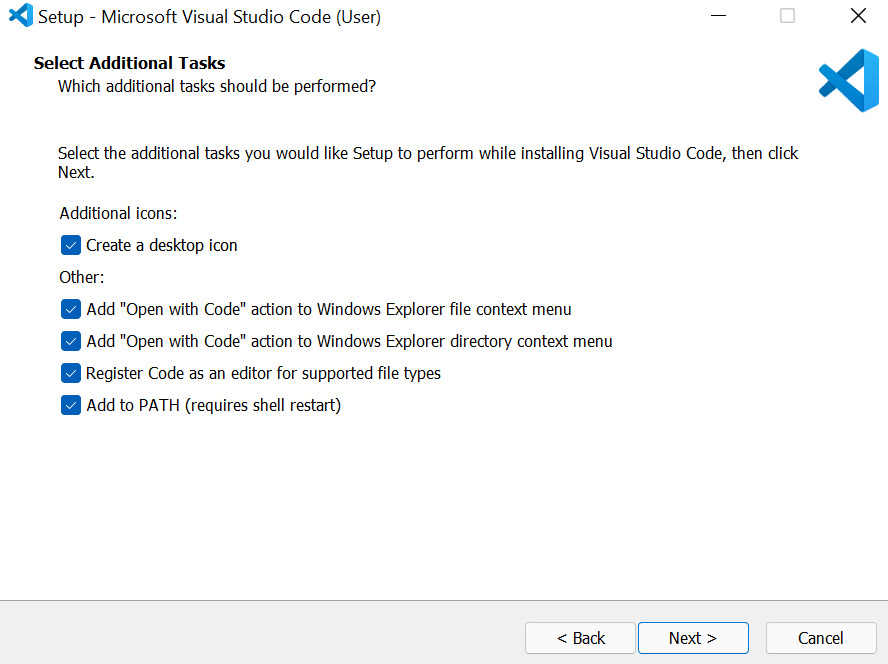 Setup - Microsoft Visual Studio Code (User)
Select Additional Tasks
Which additional tasks should be performed?
Select the additional tasks you would like Setup to perform while installing Visual Studio Code, then click
Next.
Additional icons:
Create a desktop icon
Other:
Add "Open with Code" action to Windows Explorer file context menu
Add "Open with Code" action to Windows Explorer directory context menu
Register Code as an editor for supported file types
Add to PATH (requires shell restart)
< Back Next > Cancel